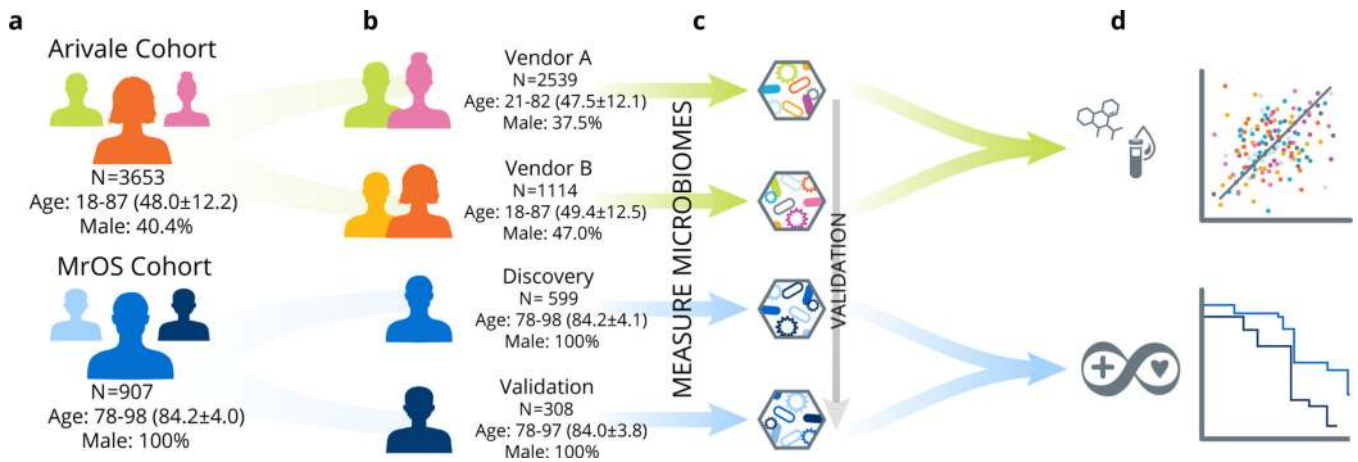 a
Arivale Cohort
N=3653
Age: 18-87 (48.0±12.2)
Male: 40.4%
MrOS Cohort
N=907
Age: 78-98 (84.2±4.0)
Male: 100%
b
Vendor A
N=2539
Age: 21-82 (47.5±12.1)
Male: 37.5%
Vendor B
N=1114
Age: 18-87 (49.4±12.5)
Male: 47.0%
Discovery
N= 599
Age: 78-98 (84.2±4.1)
Male: 100%
Validation
N=308
Age: 78-97 (84.0±3.8)
Male: 100%
MEASURE MICROBIOMES
c
VALIDATION
d